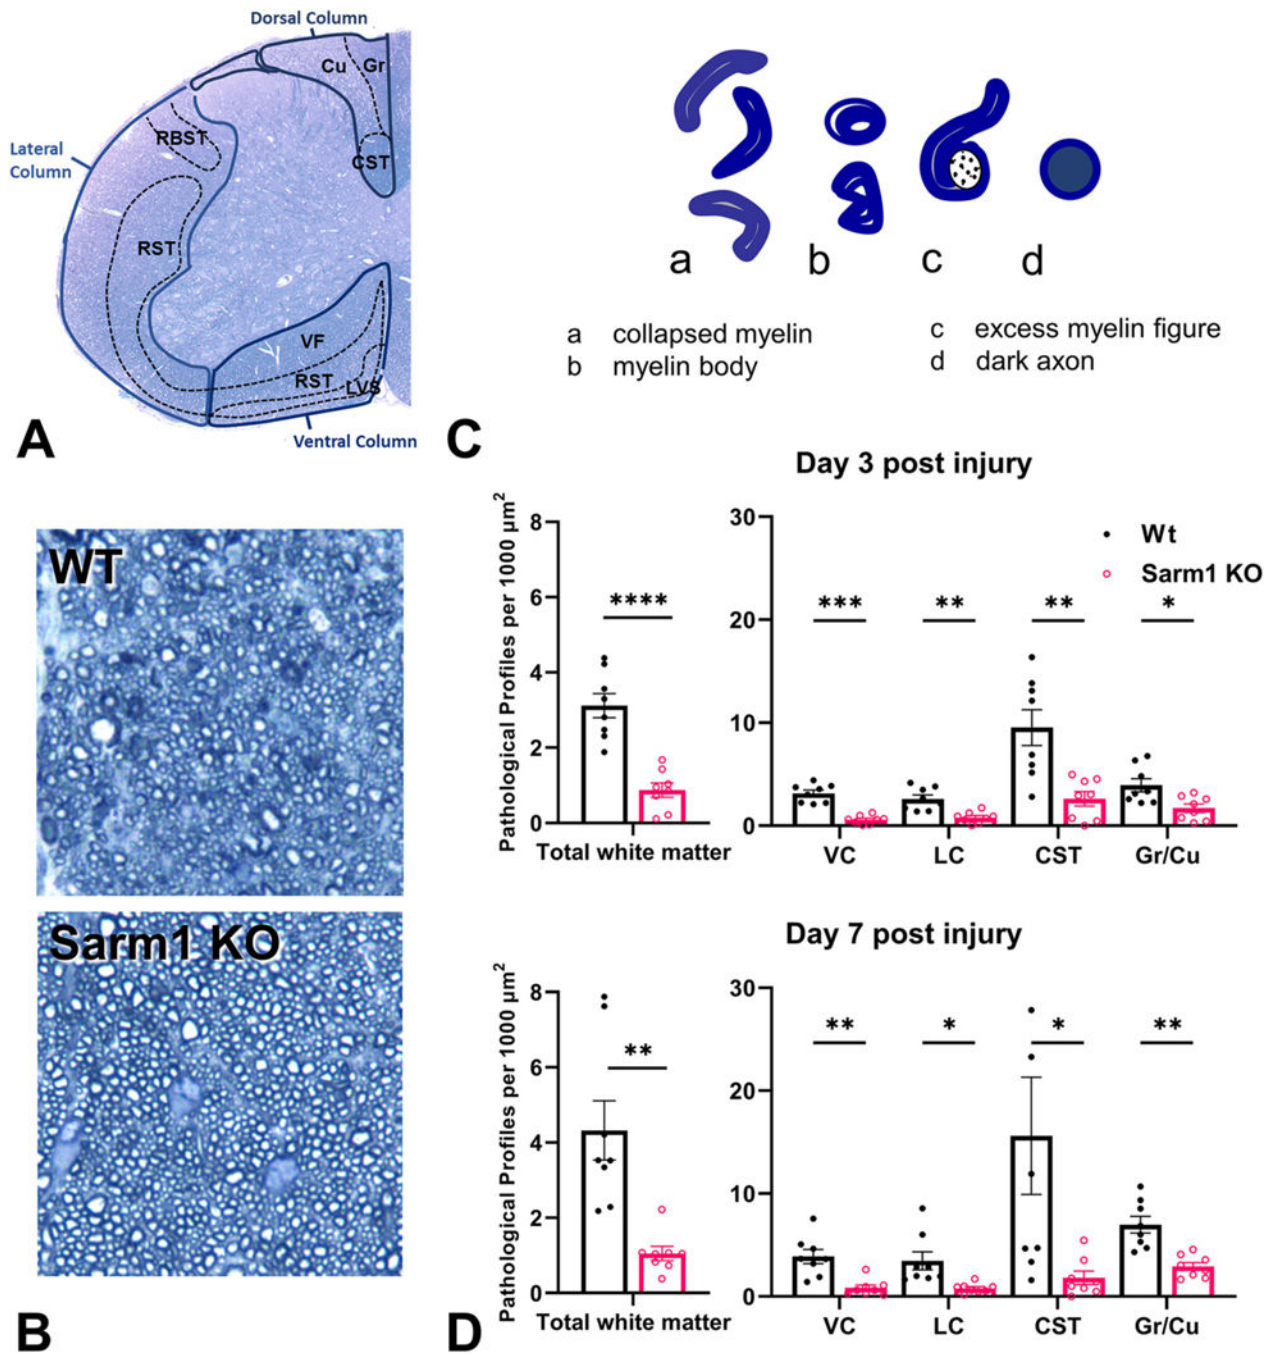 Dorsal Column
Cu
Gr
RBST
CST
Lateral
Column
RST
VF
RST
LVS
Ventral Column
A
a
b
c
d
a collapsed myelin
b myelin body
c excess myelin figure
d dark axon
C
WT
Sarm1 KO
B
Day 3 post injury
Pathological Profiles per 1000 µm²
8
6
4
2
0
****
Total white matter
30
20
10
0
Wt
Sarm1 KO
***
**
**
*
VC
LC
CST
Gr/Cu
Day 7 post injury
Pathological Profiles per 1000 µm²
8
6
4
2
0
**
Total white matter
30
20
10
0
**
*
*
**
VC
LC
CST
Gr/Cu
D